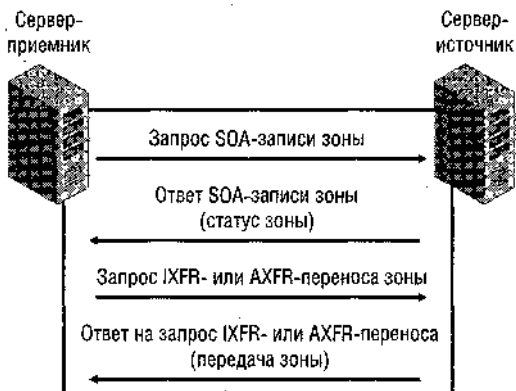 Сервер-
приемник
Сервер-
источник
Запрос SOA-записи зоны
Ответ SOA-записи зоны
(статус зоны)
Запрос IXFR- или AXFR-переноса зоны
Ответ на запрос IXFR- или AXFR-переноса
(передача зоны)